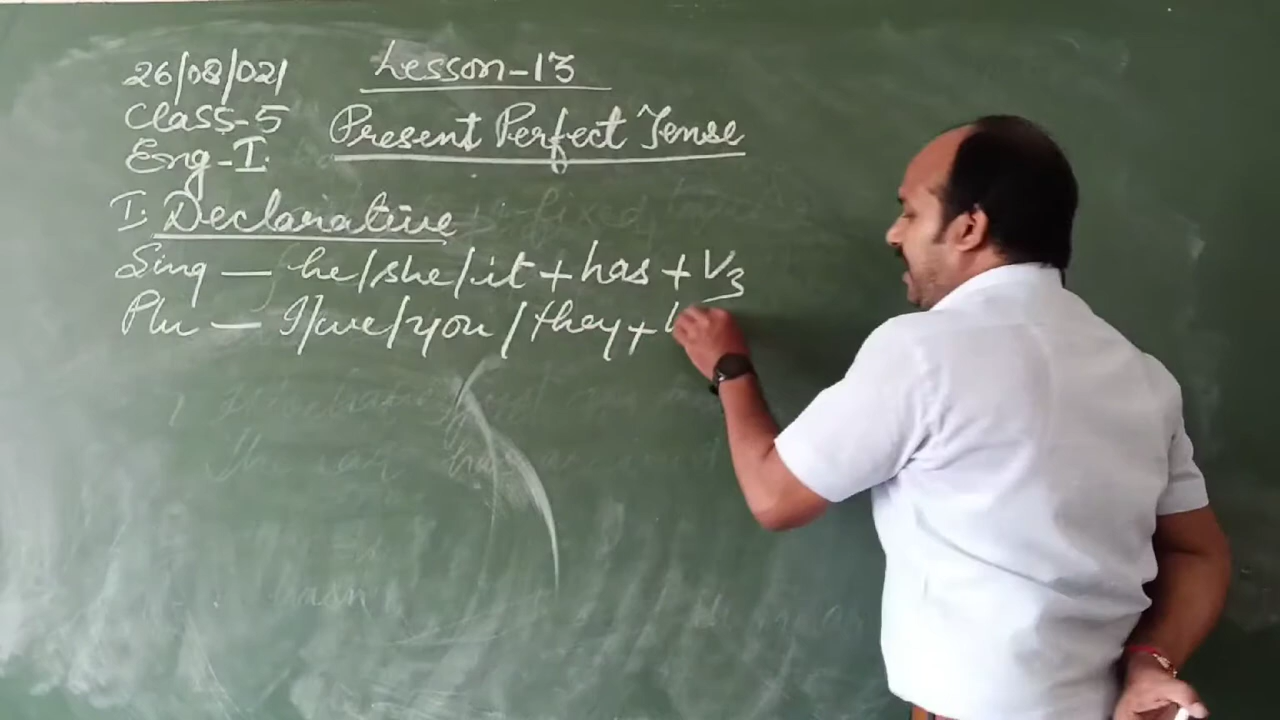 26/08/021
Lesson-13
Class-5
Present Perfect Tense
Eng-I
I. Declarative
Sing — he/she/it + has + V3
Plu — I/we/you/they +